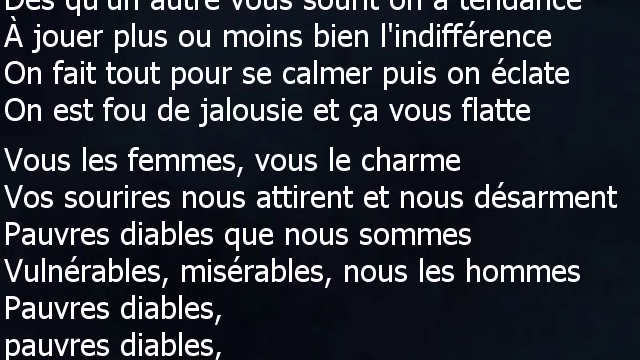 Dès qu'un autre vous sourit on a tendance
À jouer plus ou moins bien l'indifférence
On fait tout pour se calmer puis on éclate
On est fou de jalousie et ça vous flatte
Vous les femmes, vous le charme
Vos sourires nous attirent et nous désarment
Pauvres diables que nous sommes
Vulnérables, misérables, nous les hommes
Pauvres diables,
pauvres diables,